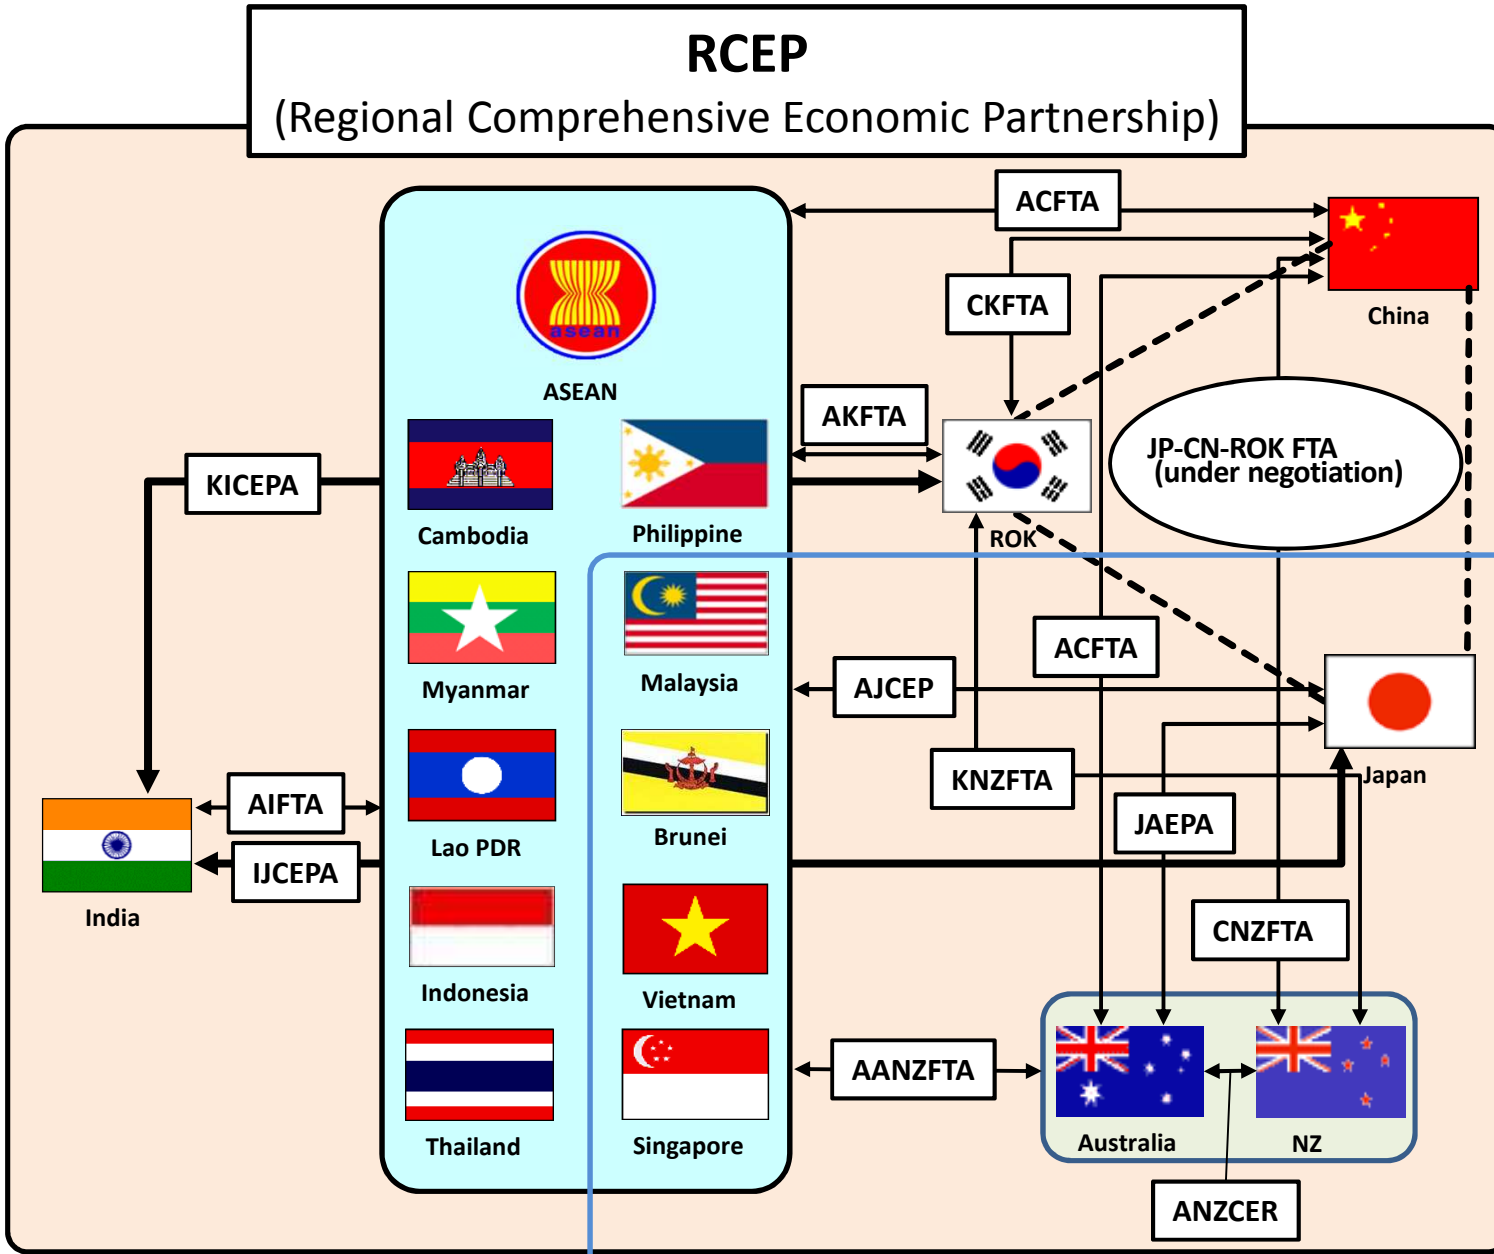 RCEP
(Regional Comprehensive Economic Partnership)
ACFTA
China
CKFTA
asean
ASEAN
AKFTA
ROK
JP-CN-ROK FTA
(under negotiation)
KICEPA
Cambodia
Philippine
Myanmar
Malaysia
ACFTA
AJCEP
Japan
KNZFTA
JAEPA
AIFTA
IJCEPA
India
Lao PDR
Brunei
CNZFTA
Indonesia
Vietnam
AANZFTA
Thailand
Singapore
Australia
NZ
ANZCER